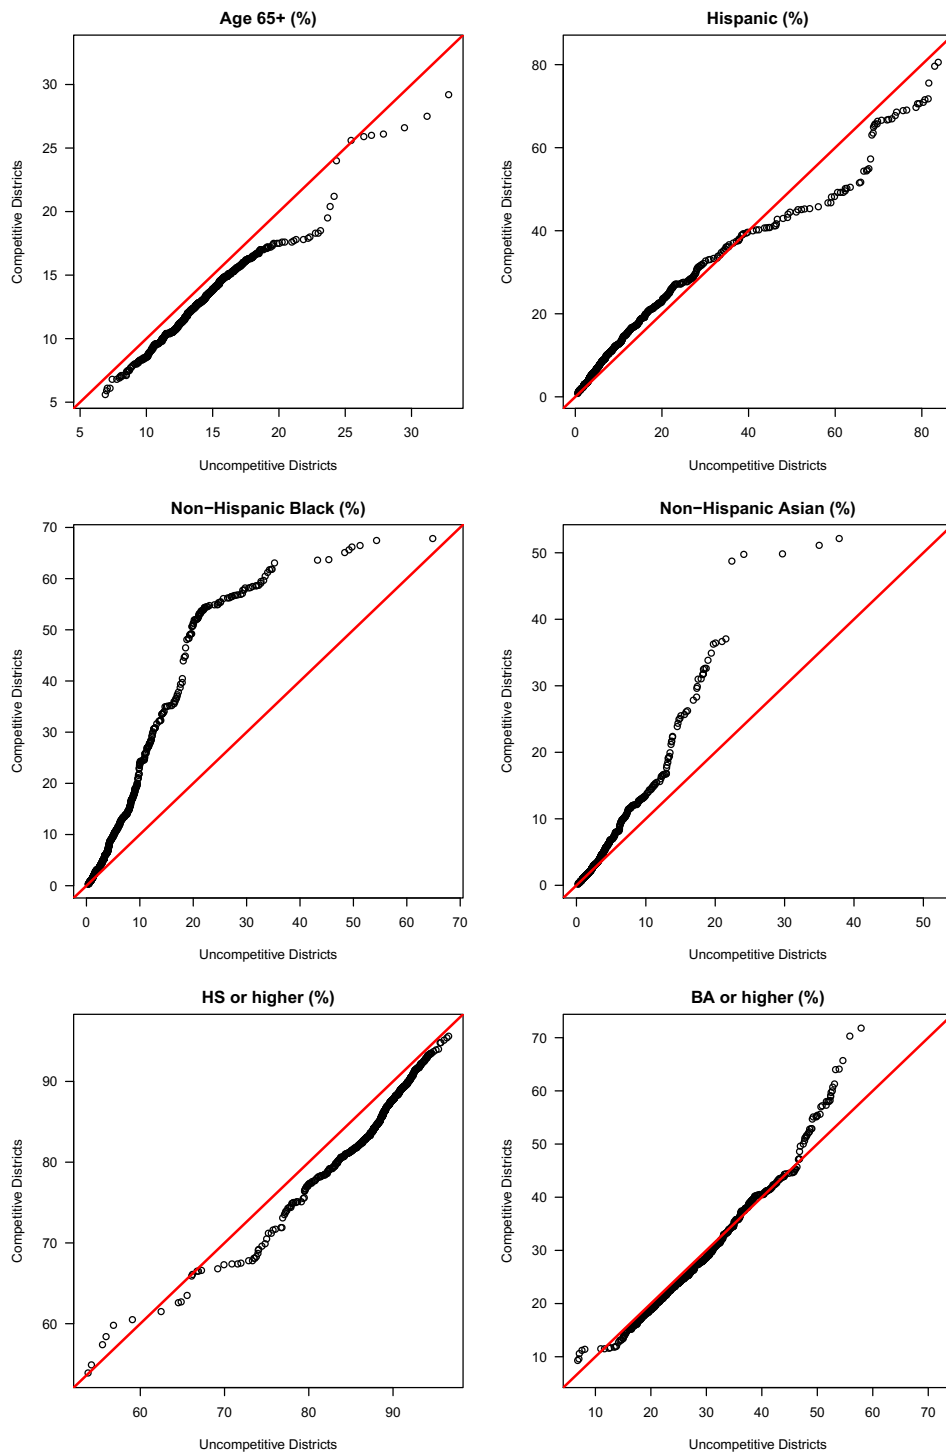 Age 65+ (%)
Competitive Districts
30
25
20
15
10
5
5 10 15 20 25 30
Uncompetitive Districts
Hispanic (%)
Competitive Districts
80
60
40
20
0
0 20 40 60 80
Uncompetitive Districts
Non−Hispanic Black (%)
Competitive Districts
70
60
50
40
30
20
10
0
0 10 20 30 40 50 60 70
Uncompetitive Districts
Non−Hispanic Asian (%)
Competitive Districts
50
40
30
20
10
0
0 10 20 30 40 50
Uncompetitive Districts
HS or higher (%)
Competitive Districts
90
80
70
60
60 70 80 90
Uncompetitive Districts
BA or higher (%)
Competitive Districts
70
60
50
40
30
20
10
10 20 30 40 50 60 70
Uncompetitive Districts